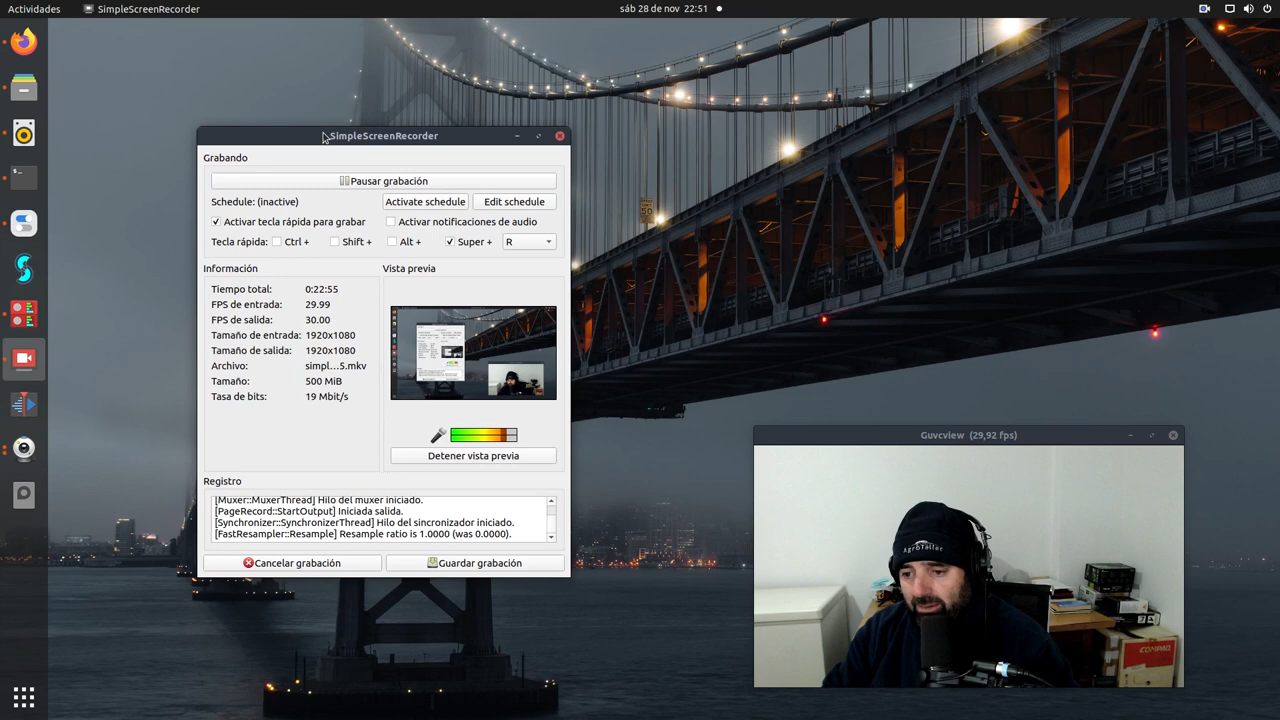 Actividades SimpleScreenRecorder sáb 28 de nov 22:51
SimpleScreenRecorder
Grabando
Pausar grabación
Schedule: (inactive) Activate schedule Edit schedule
Activar tecla rápida para grabar Activar notificaciones de audio
Tecla rápida: Ctrl + Shift + Alt + Super + R
Información Vista previa
Tiempo total: 0:22:55
FPS de entrada: 29.99
FPS de salida: 30.00
Tamaño de entrada: 1920x1080
Tamaño de salida: 1920x1080
Archivo: simpl...5.mkv
Tamaño: 500 MiB
Tasa de bits: 19 Mbit/s
Detener vista previa
Registro
[Muxer::MuxerThread] Hilo del muxer iniciado.
[PageRecord::StartOutput] Iniciada salida.
[Synchronizer::SynchronizerThread] Hilo del sincronizador iniciado.
[FastResampler::Resample] Resample ratio is 1.0000 (was 0.0000).
Cancelar grabación Guardar grabación
Guvcview (29,92 fps)
AgroTaller
COMPAQ